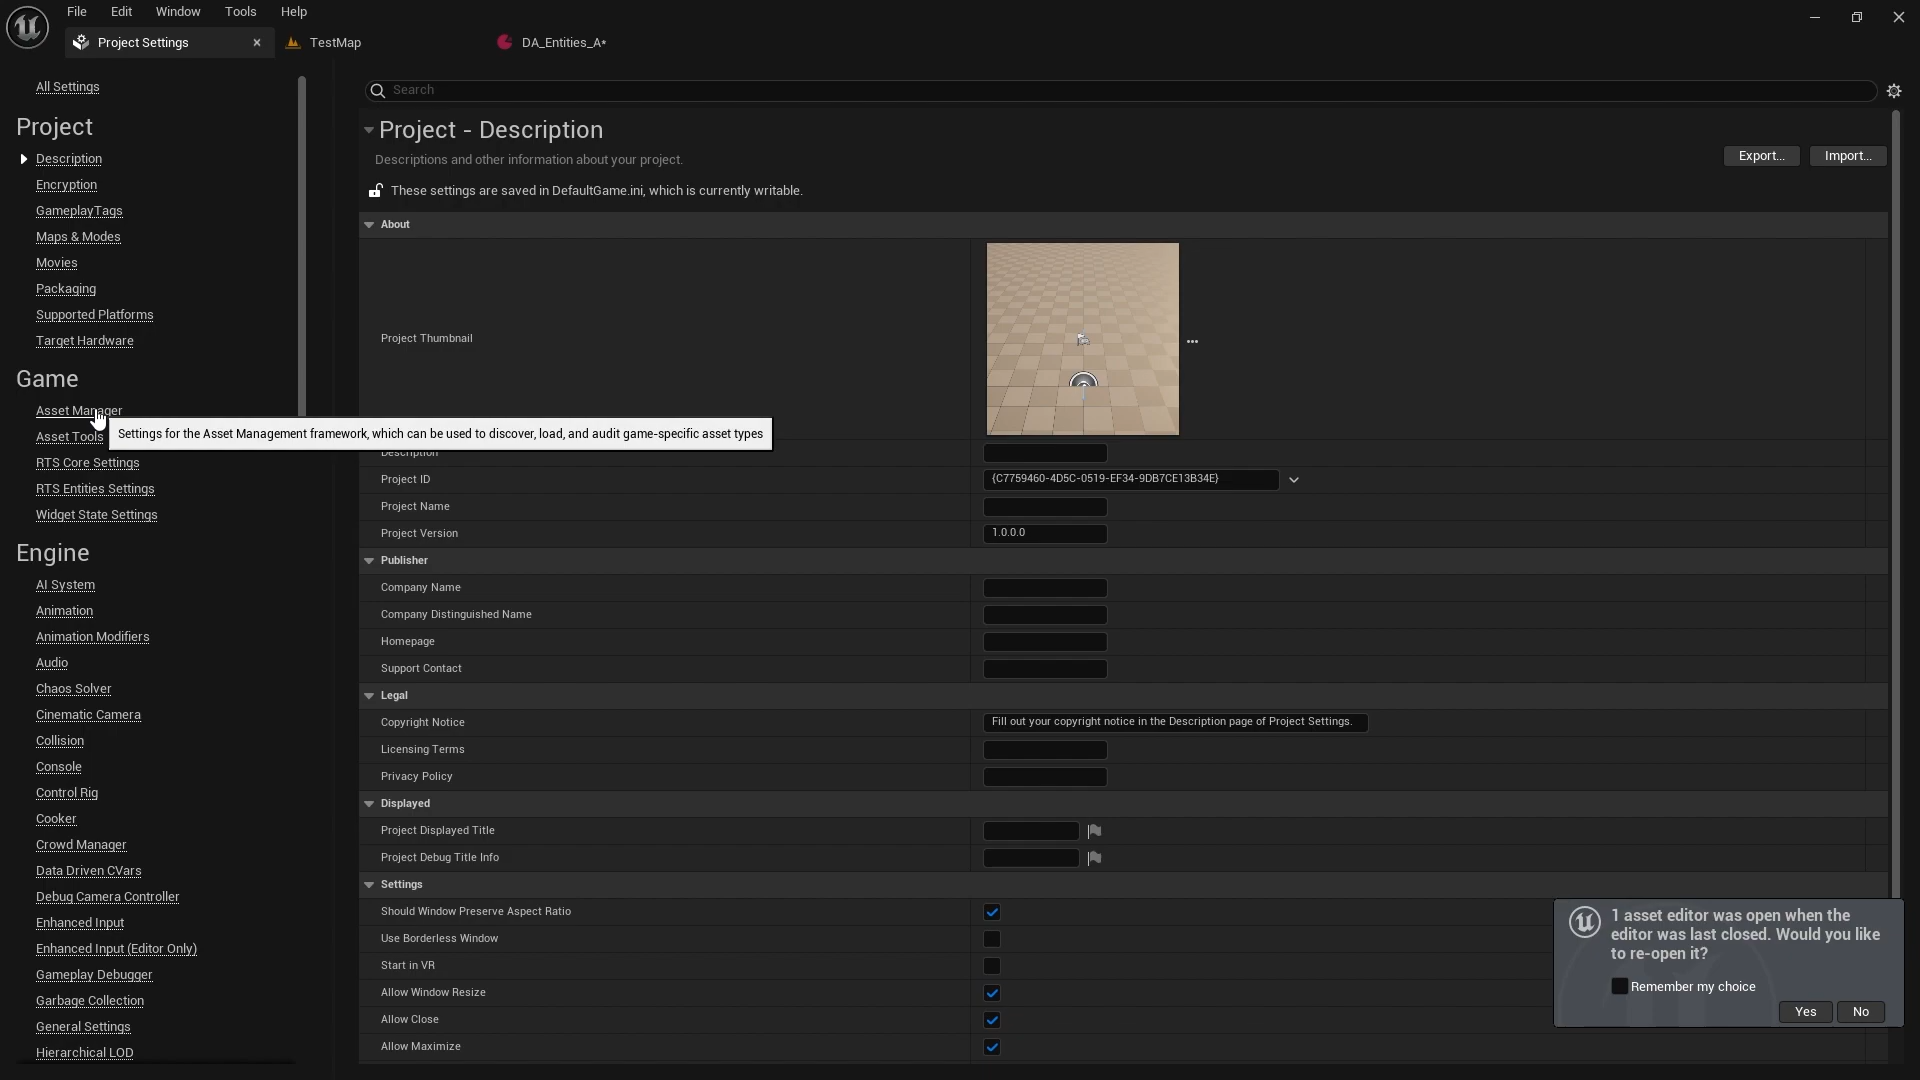 File Edit Window Tools Help
Project Settings
TestMap
DA_Entities_A*
All Settings
Project
Description
Encryption
GameplayTags
Maps & Modes
Movies
Packaging
Supported Platforms
Target Hardware
Game
Asset Manager
Asset Tools
RTS Core Settings
RTS Entities Settings
Widget State Settings
Engine
AI System
Animation
Animation Modifiers
Audio
Chaos Solver
Cinematic Camera
Collision
Console
Control Rig
Cooker
Crowd Manager
Data Driven CVars
Debug Camera Controller
Enhanced Input
Enhanced Input (Editor Only)
Gameplay Debugger
Garbage Collection
General Settings
Hierarchical LOD
Settings for the Asset Management framework, which can be used to discover, load, and audit game-specific asset types
Search
Project - Description
Descriptions and other information about your project.
Export...
Import...
These settings are saved in DefaultGame.ini, which is currently writable.
About
Project Thumbnail
Description
Project ID {C7759460-4D5C-0519-EF34-9DB7CE13B34E}
Project Name
Project Version 1.0.0.0
Publisher
Company Name
Company Distinguished Name
Homepage
Support Contact
Legal
Copyright Notice Fill out your copyright notice in the Description page of Project Settings.
Licensing Terms
Privacy Policy
Displayed
Project Displayed Title
Project Debug Title Info
Settings
Should Window Preserve Aspect Ratio
Use Borderless Window
Start in VR
Allow Window Resize
Allow Close
Allow Maximize
1 asset editor was open when the
editor was last closed. Would you like
to re-open it?
Remember my choice
Yes No